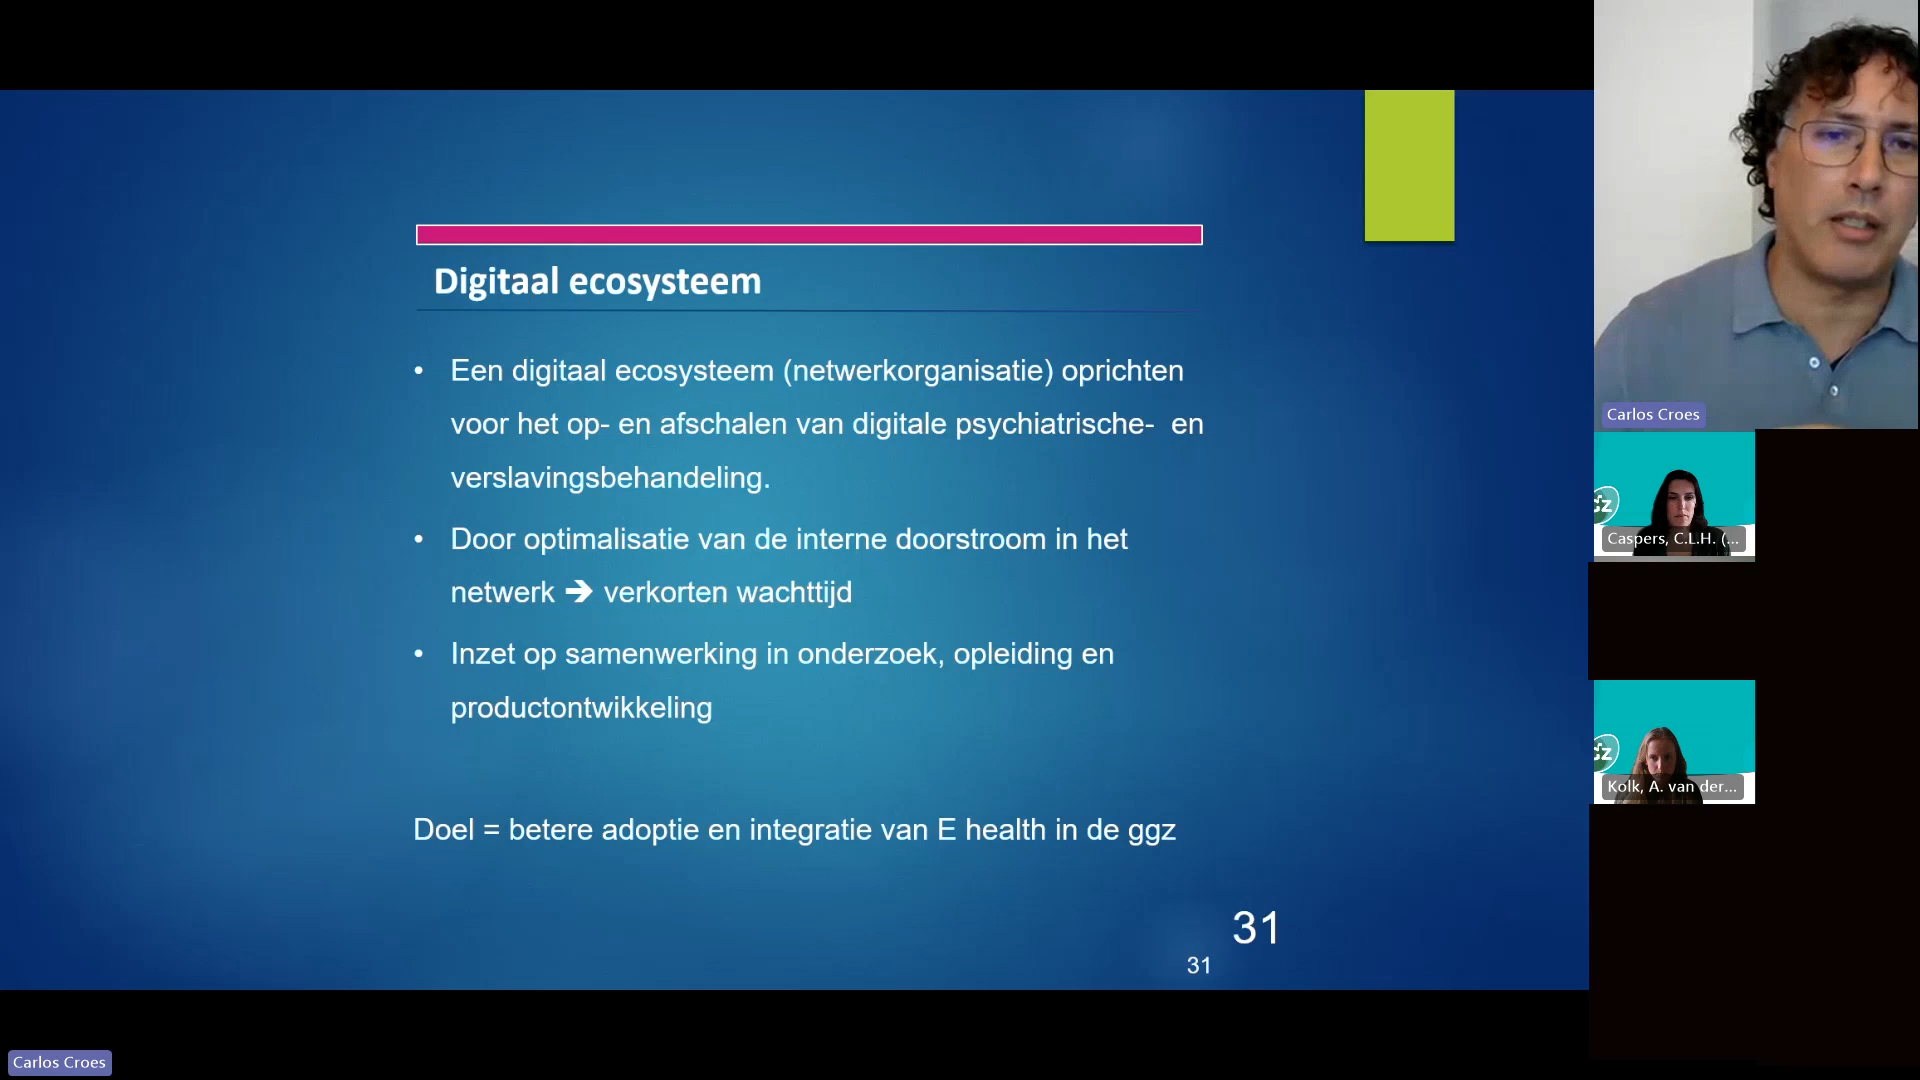 Digitaal ecosysteem
• Een digitaal ecosysteem (netwerkorganisatie) oprichten
voor het op- en afschalen van digitale psychiatrische- en
verslavingsbehandeling.
• Door optimalisatie van de interne doorstroom in het
netwerk ➔ verkorten wachttijd
• Inzet op samenwerking in onderzoek, opleiding en
productontwikkeling
Doel = betere adoptie en integratie van E health in de ggz
31
31
Carlos Croes
Carlos Croes
GZ
Caspers, C.L.H. (...
GZ
Kolk, A. van der...